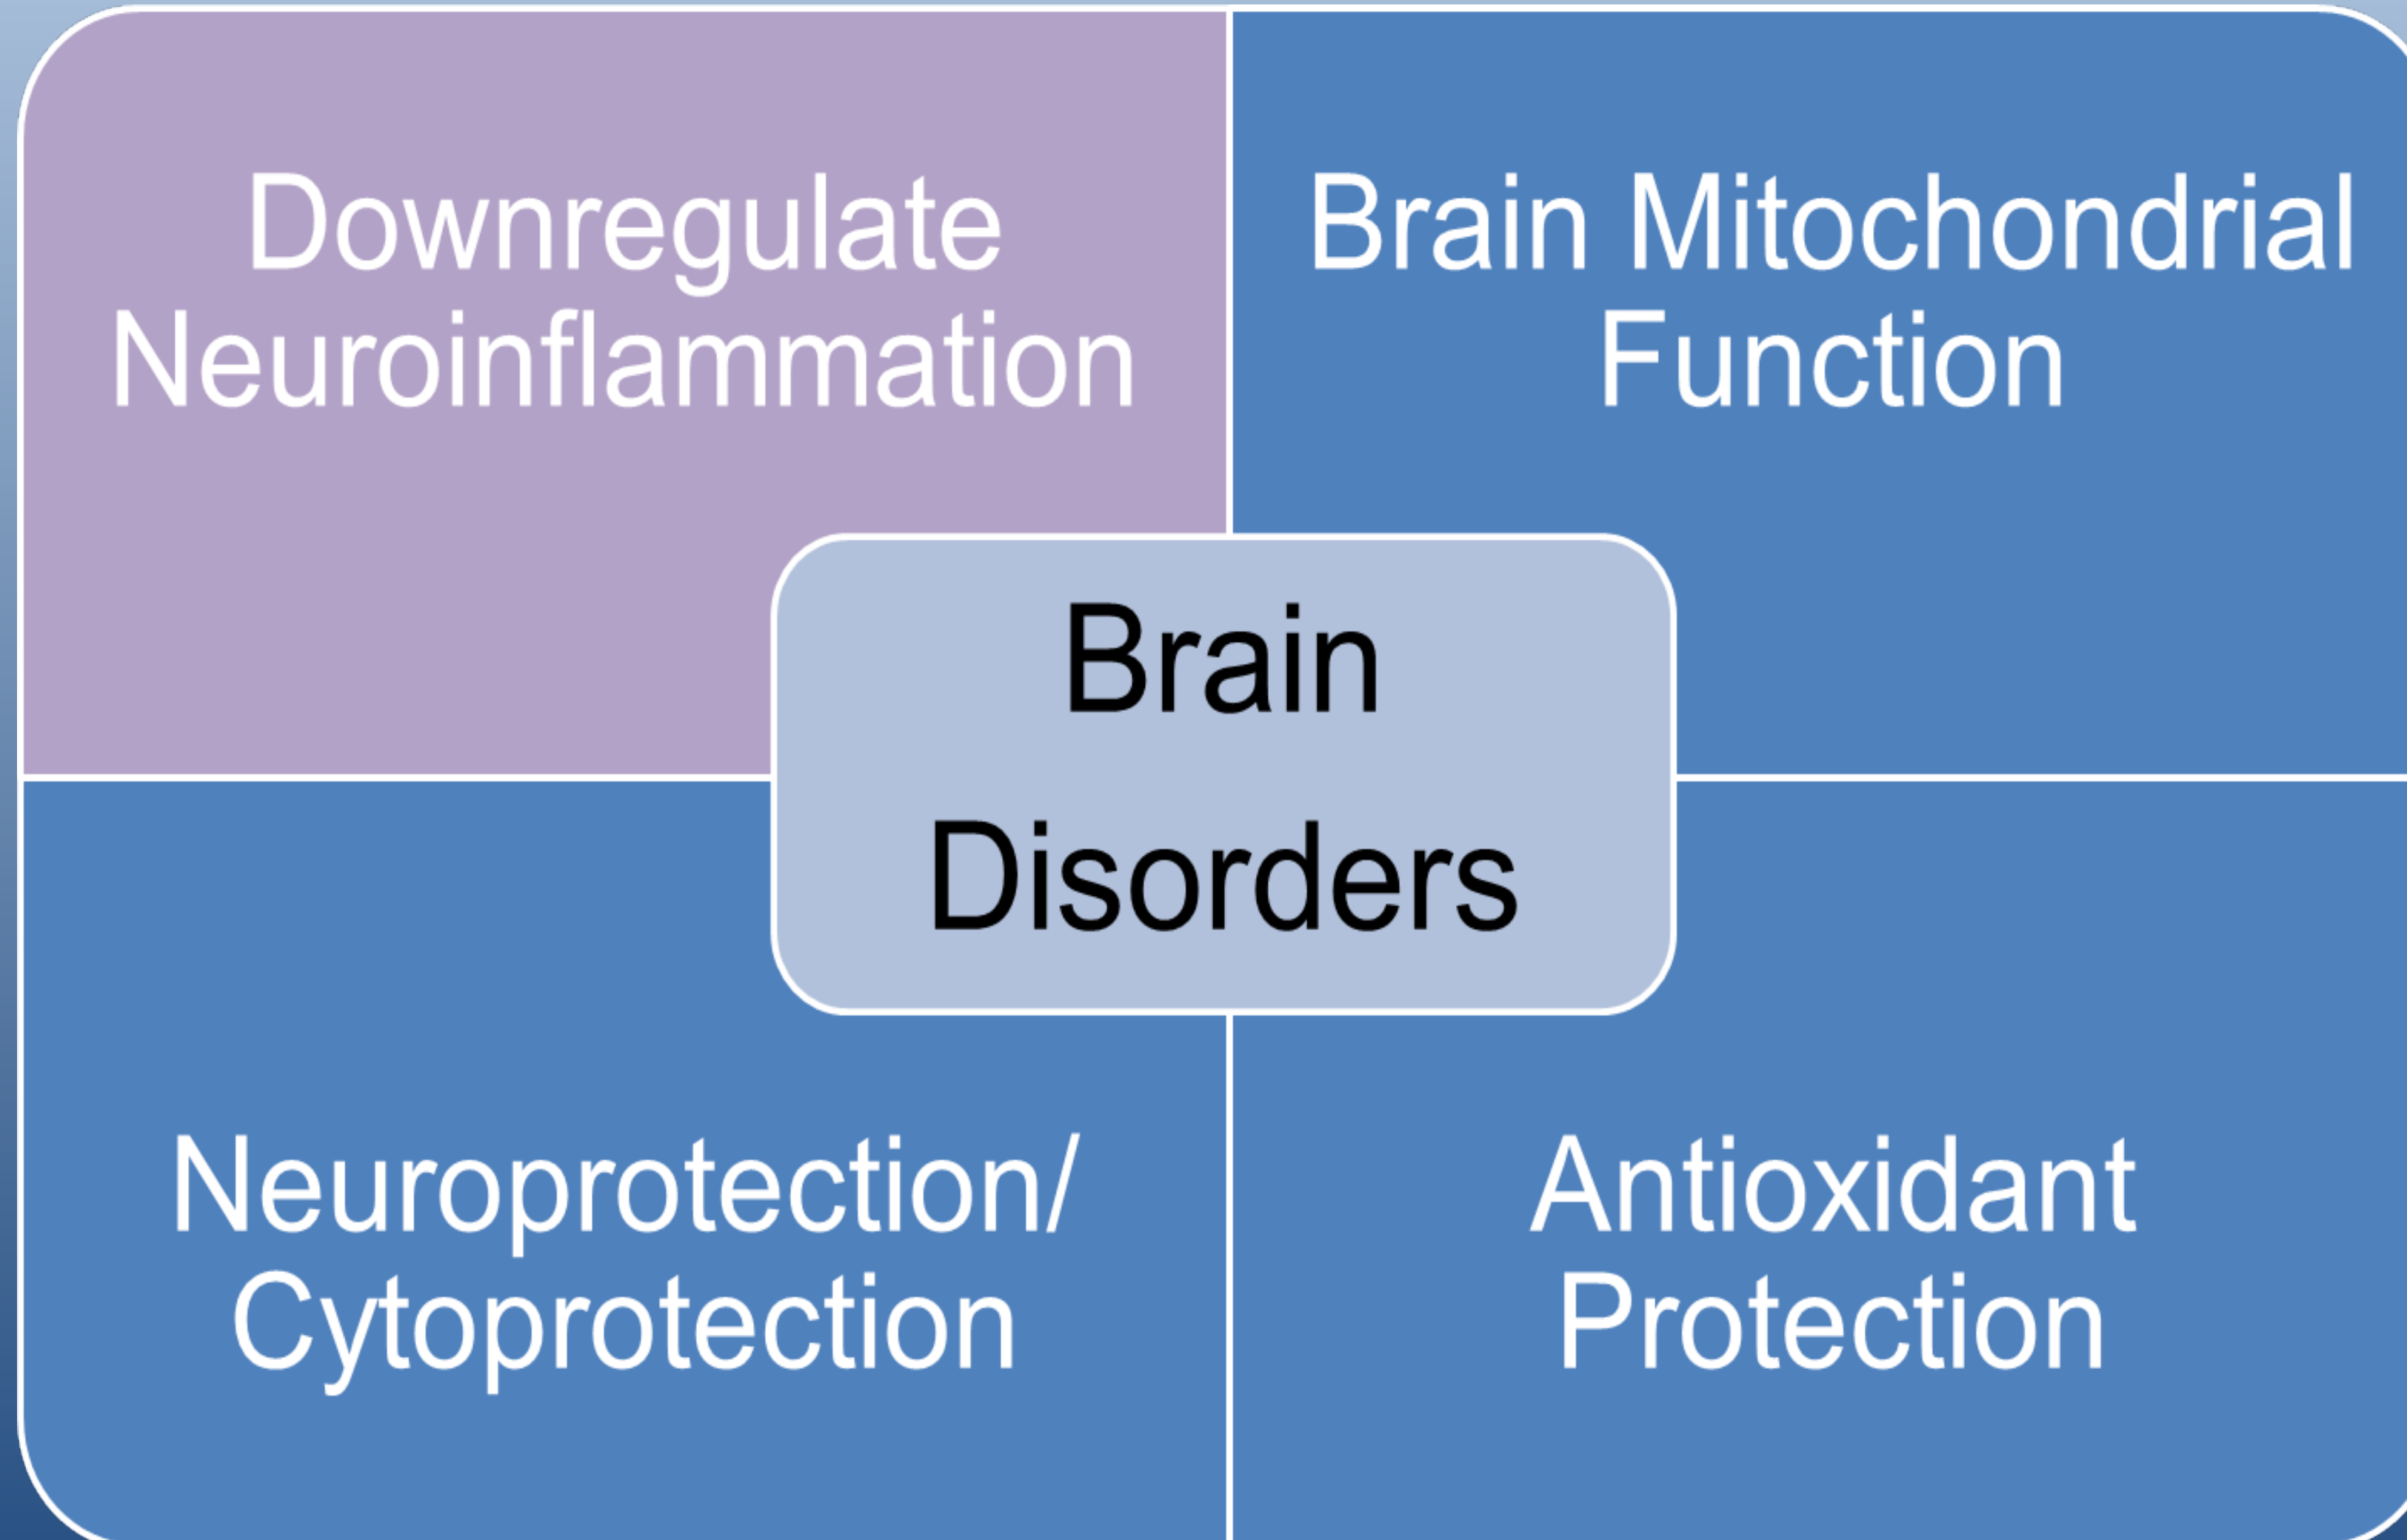 Downregulate
Neuroinflammation
Brain Mitochondrial
Function
Brain
Disorders
Neuroprotection/
Cytoprotection
Antioxidant
Protection